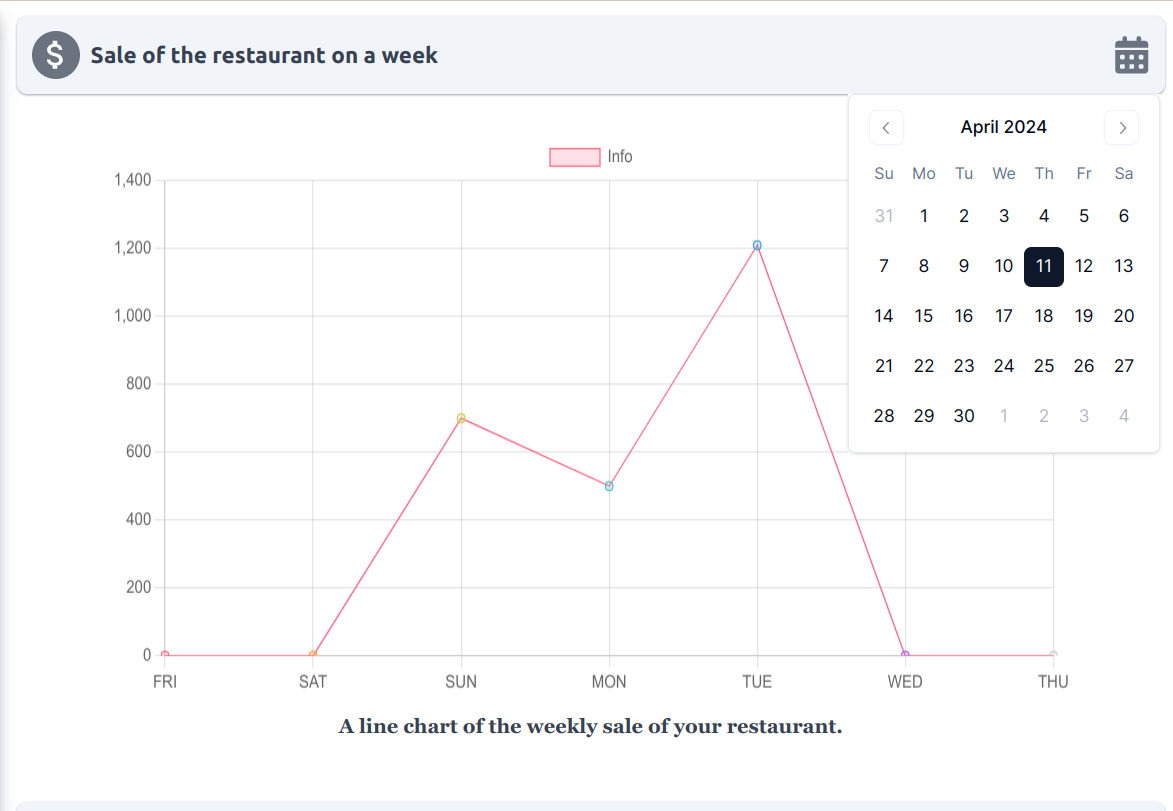 $ Sale of the restaurant on a week
April 2024
Su Mo Tu We Th Fr Sa
31 1 2 3 4 5 6
7 8 9 10 11 12 13
14 15 16 17 18 19 20
21 22 23 24 25 26 27
28 29 30 1 2 3 4
Info
1,400
1,200
1,000
800
600
400
200
0
FRI SAT SUN MON TUE WED THU
A line chart of the weekly sale of your restaurant.